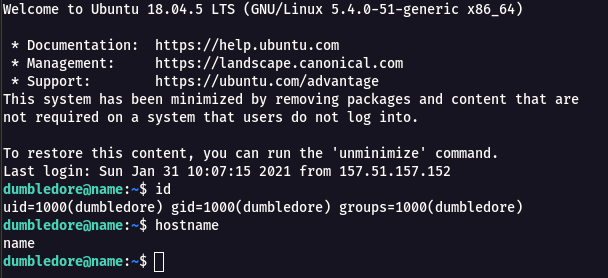 Welcome to Ubuntu 18.04.5 LTS (GNU/Linux 5.4.0-51-generic x86_64)

 * Documentation:  https://help.ubuntu.com
 * Management:     https://landscape.canonical.com
 * Support:        https://ubuntu.com/advantage
This system has been minimized by removing packages and content that are
not required on a system that users do not log into.

To restore this content, you can run the 'unminimize' command.
Last login: Sun Jan 31 10:07:15 2021 from 157.51.157.152
dumbledore@name:~$ id
uid=1000(dumbledore) gid=1000(dumbledore) groups=1000(dumbledore)
dumbledore@name:~$ hostname
name
dumbledore@name:~$